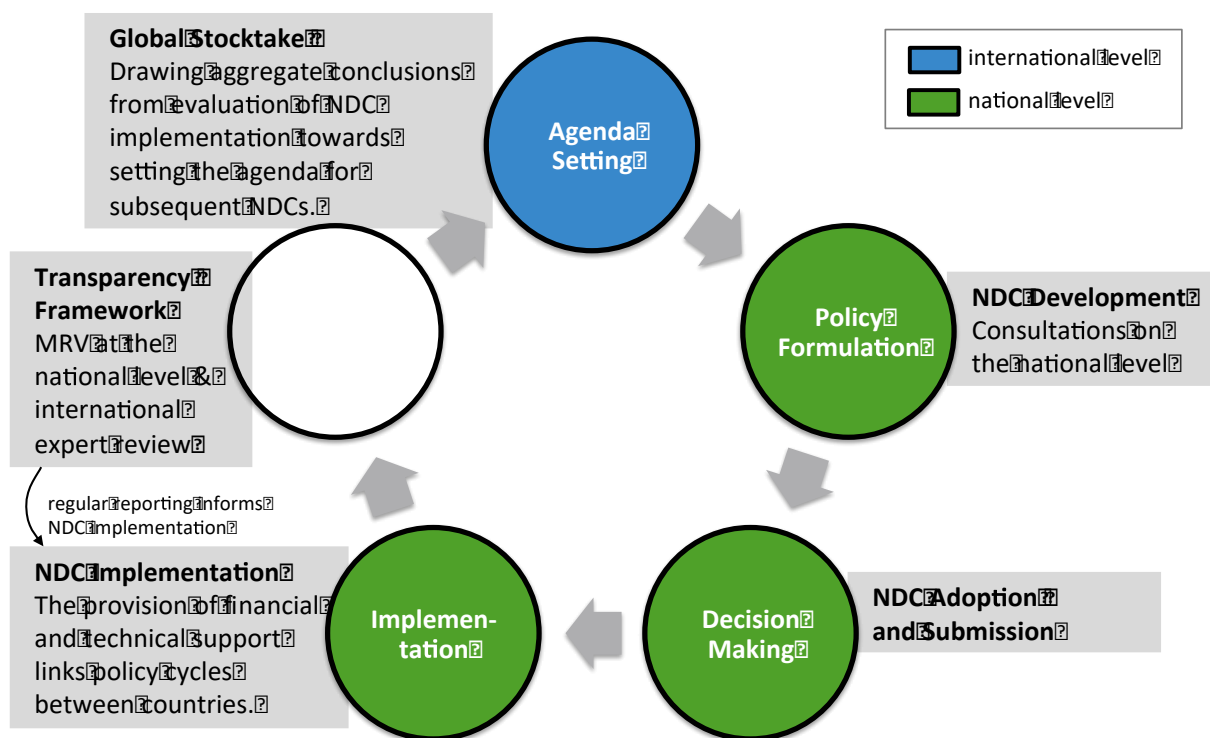 Global Stocktake
Drawing aggregate conclusions
from evaluation of NDC
implementation towards
setting the agenda for
subsequent NDCs.
international level
national level
Agenda
Setting
Transparency
Framework
MRV at the
national level &
international
expert review
Policy
Formulation
NDC Development
Consultations on
the national level
regular reporting informs
NDC implementation
NDC Implementation
The provision of financial
and technical support
links policy cycles
between countries.
Implemen-
tation
Decision
Making
NDC Adoption
and Submission